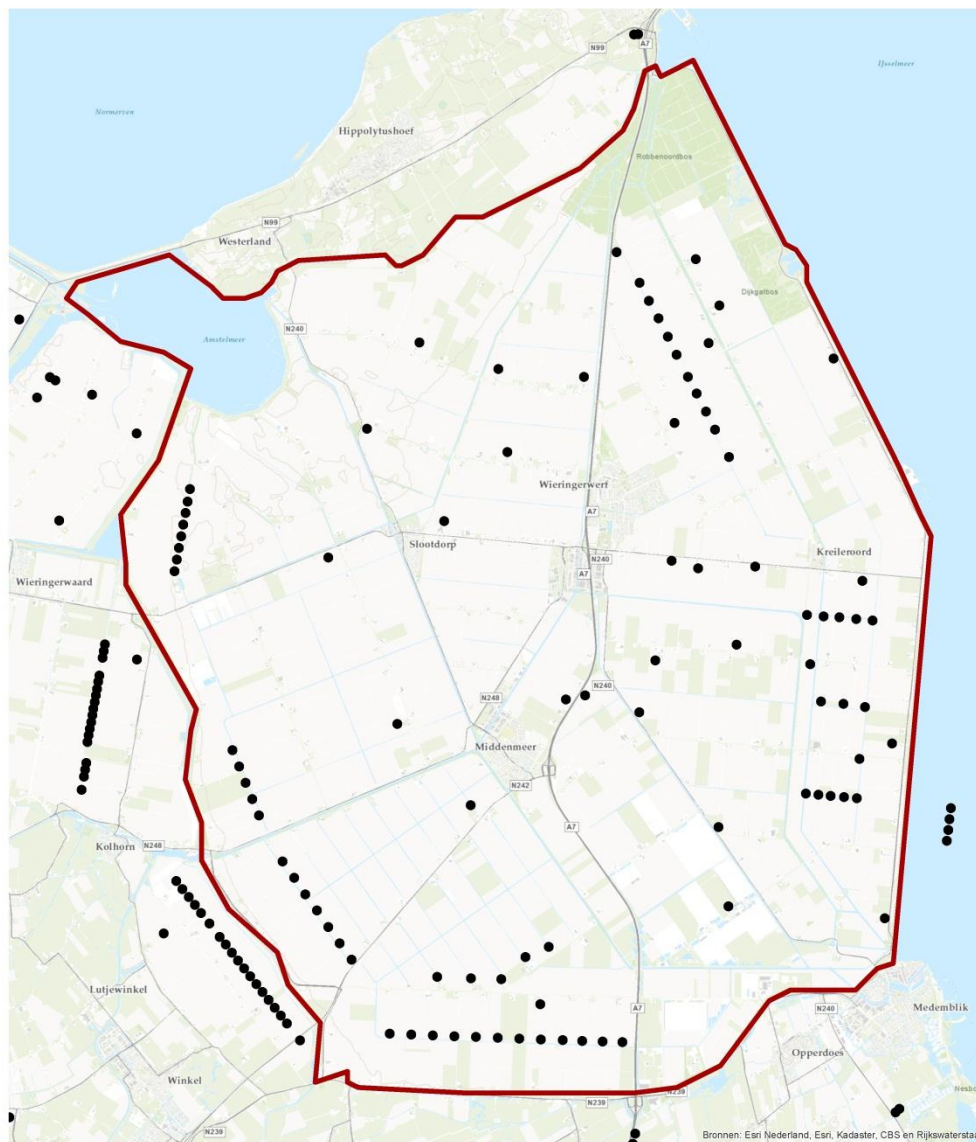 N99
A7
IJsselmeer
Normerven
Hippolytushoef
Robbenoordbos
N99
Westerland
Dijkgatbos
N240
Amstelmeer
Wieringerwerf
A7
Slootdorp
Kreileroord
N240
A7
Wieringerwaard
N240
N248
Middenmeer
N242
A7
Kolhorn
N248
Lutjewinkel
A7
N240
Medemblik
Opperdoes
Winkel
N239
N239
N239
Bronnen: Esri Nederland, Esri, Kadaster, CBS en Rijkswaterstaa